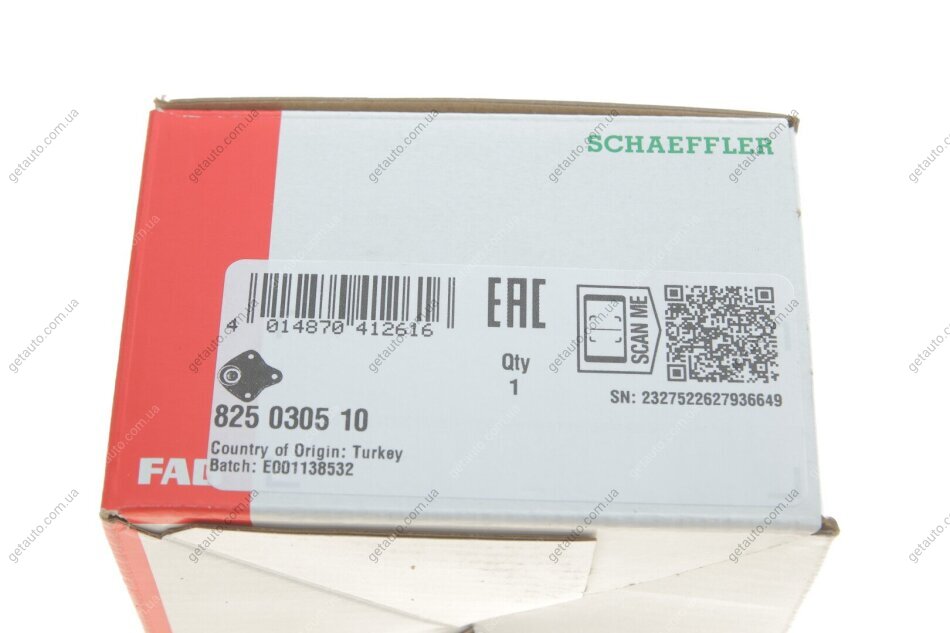 SCHAEFFLER
4 014870 412616
EAC
SCAN ME
Qty
1
SN: 2327522627936649
825 0305 10
Country of Origin: Turkey
Batch: E001138532
FA
getauto.com.ua